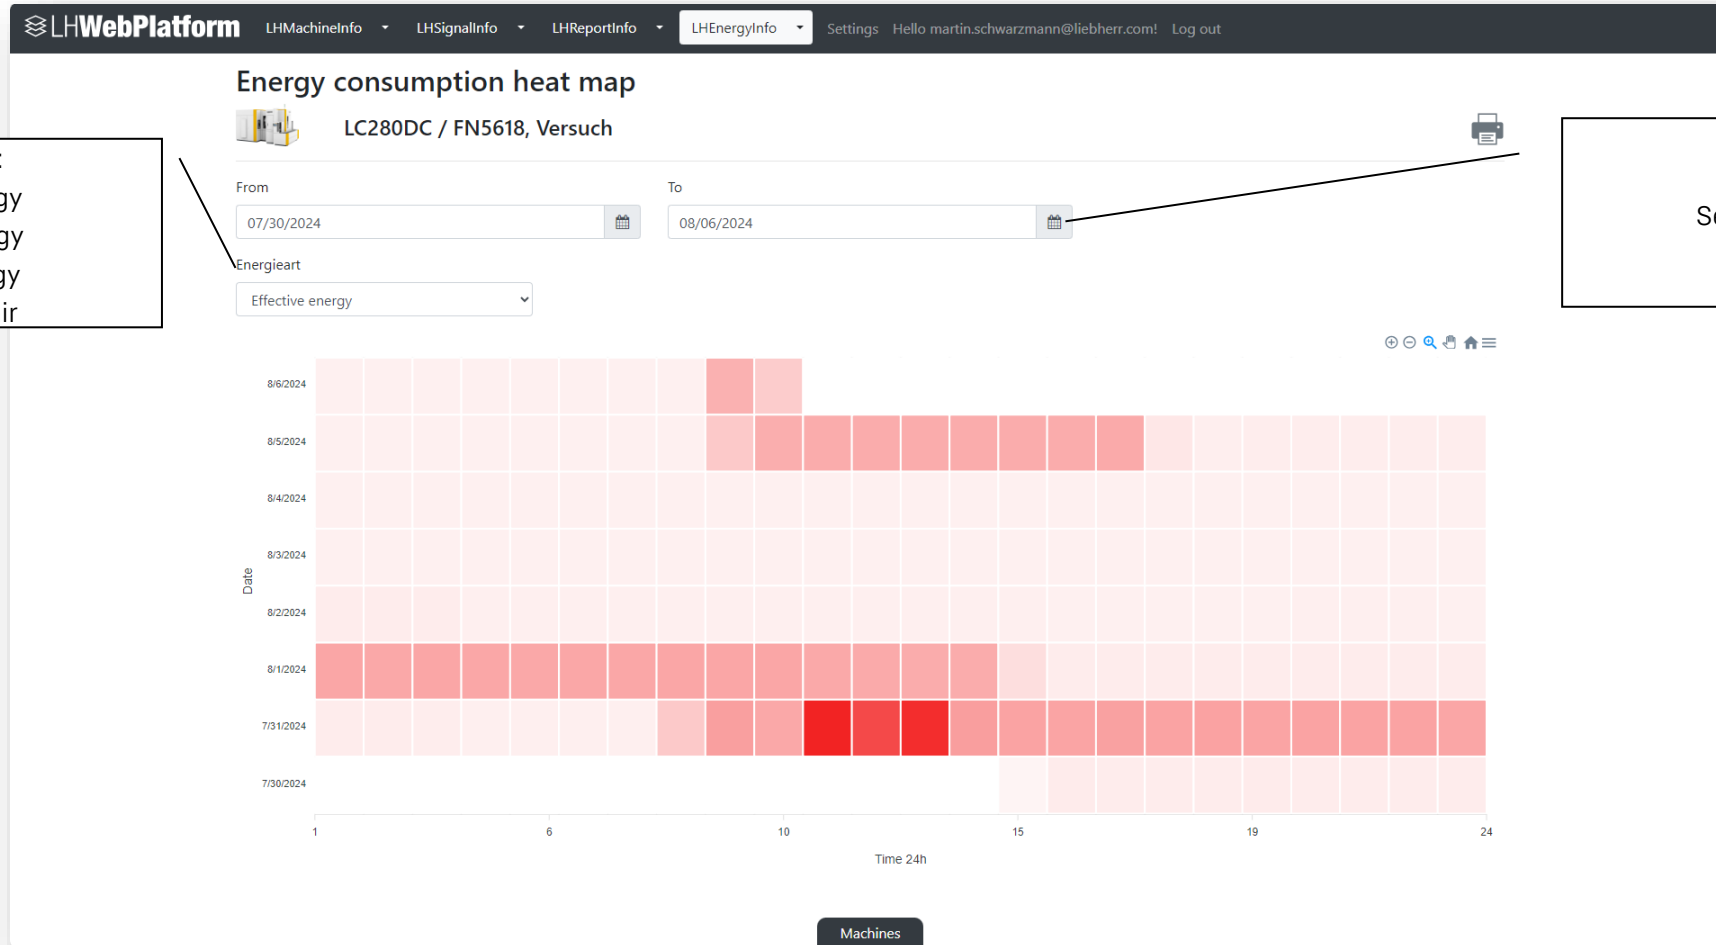 LHWebPlatform
LHMachineInfo
LHSignalInfo
LHReportInfo
LHEnergyInfo
Settings
Hello martin.schwarzmann@liebherr.com!
Log out
Energy consumption heat map
LC280DC / FN5618, Versuch
From
To
07/30/2024
08/06/2024
Energieart
Effective energy
8/6/2024
8/5/2024
8/4/2024
8/3/2024
8/2/2024
8/1/2024
7/31/2024
7/30/2024
Date
1 6 10 15 19 24
Time 24h
Machines